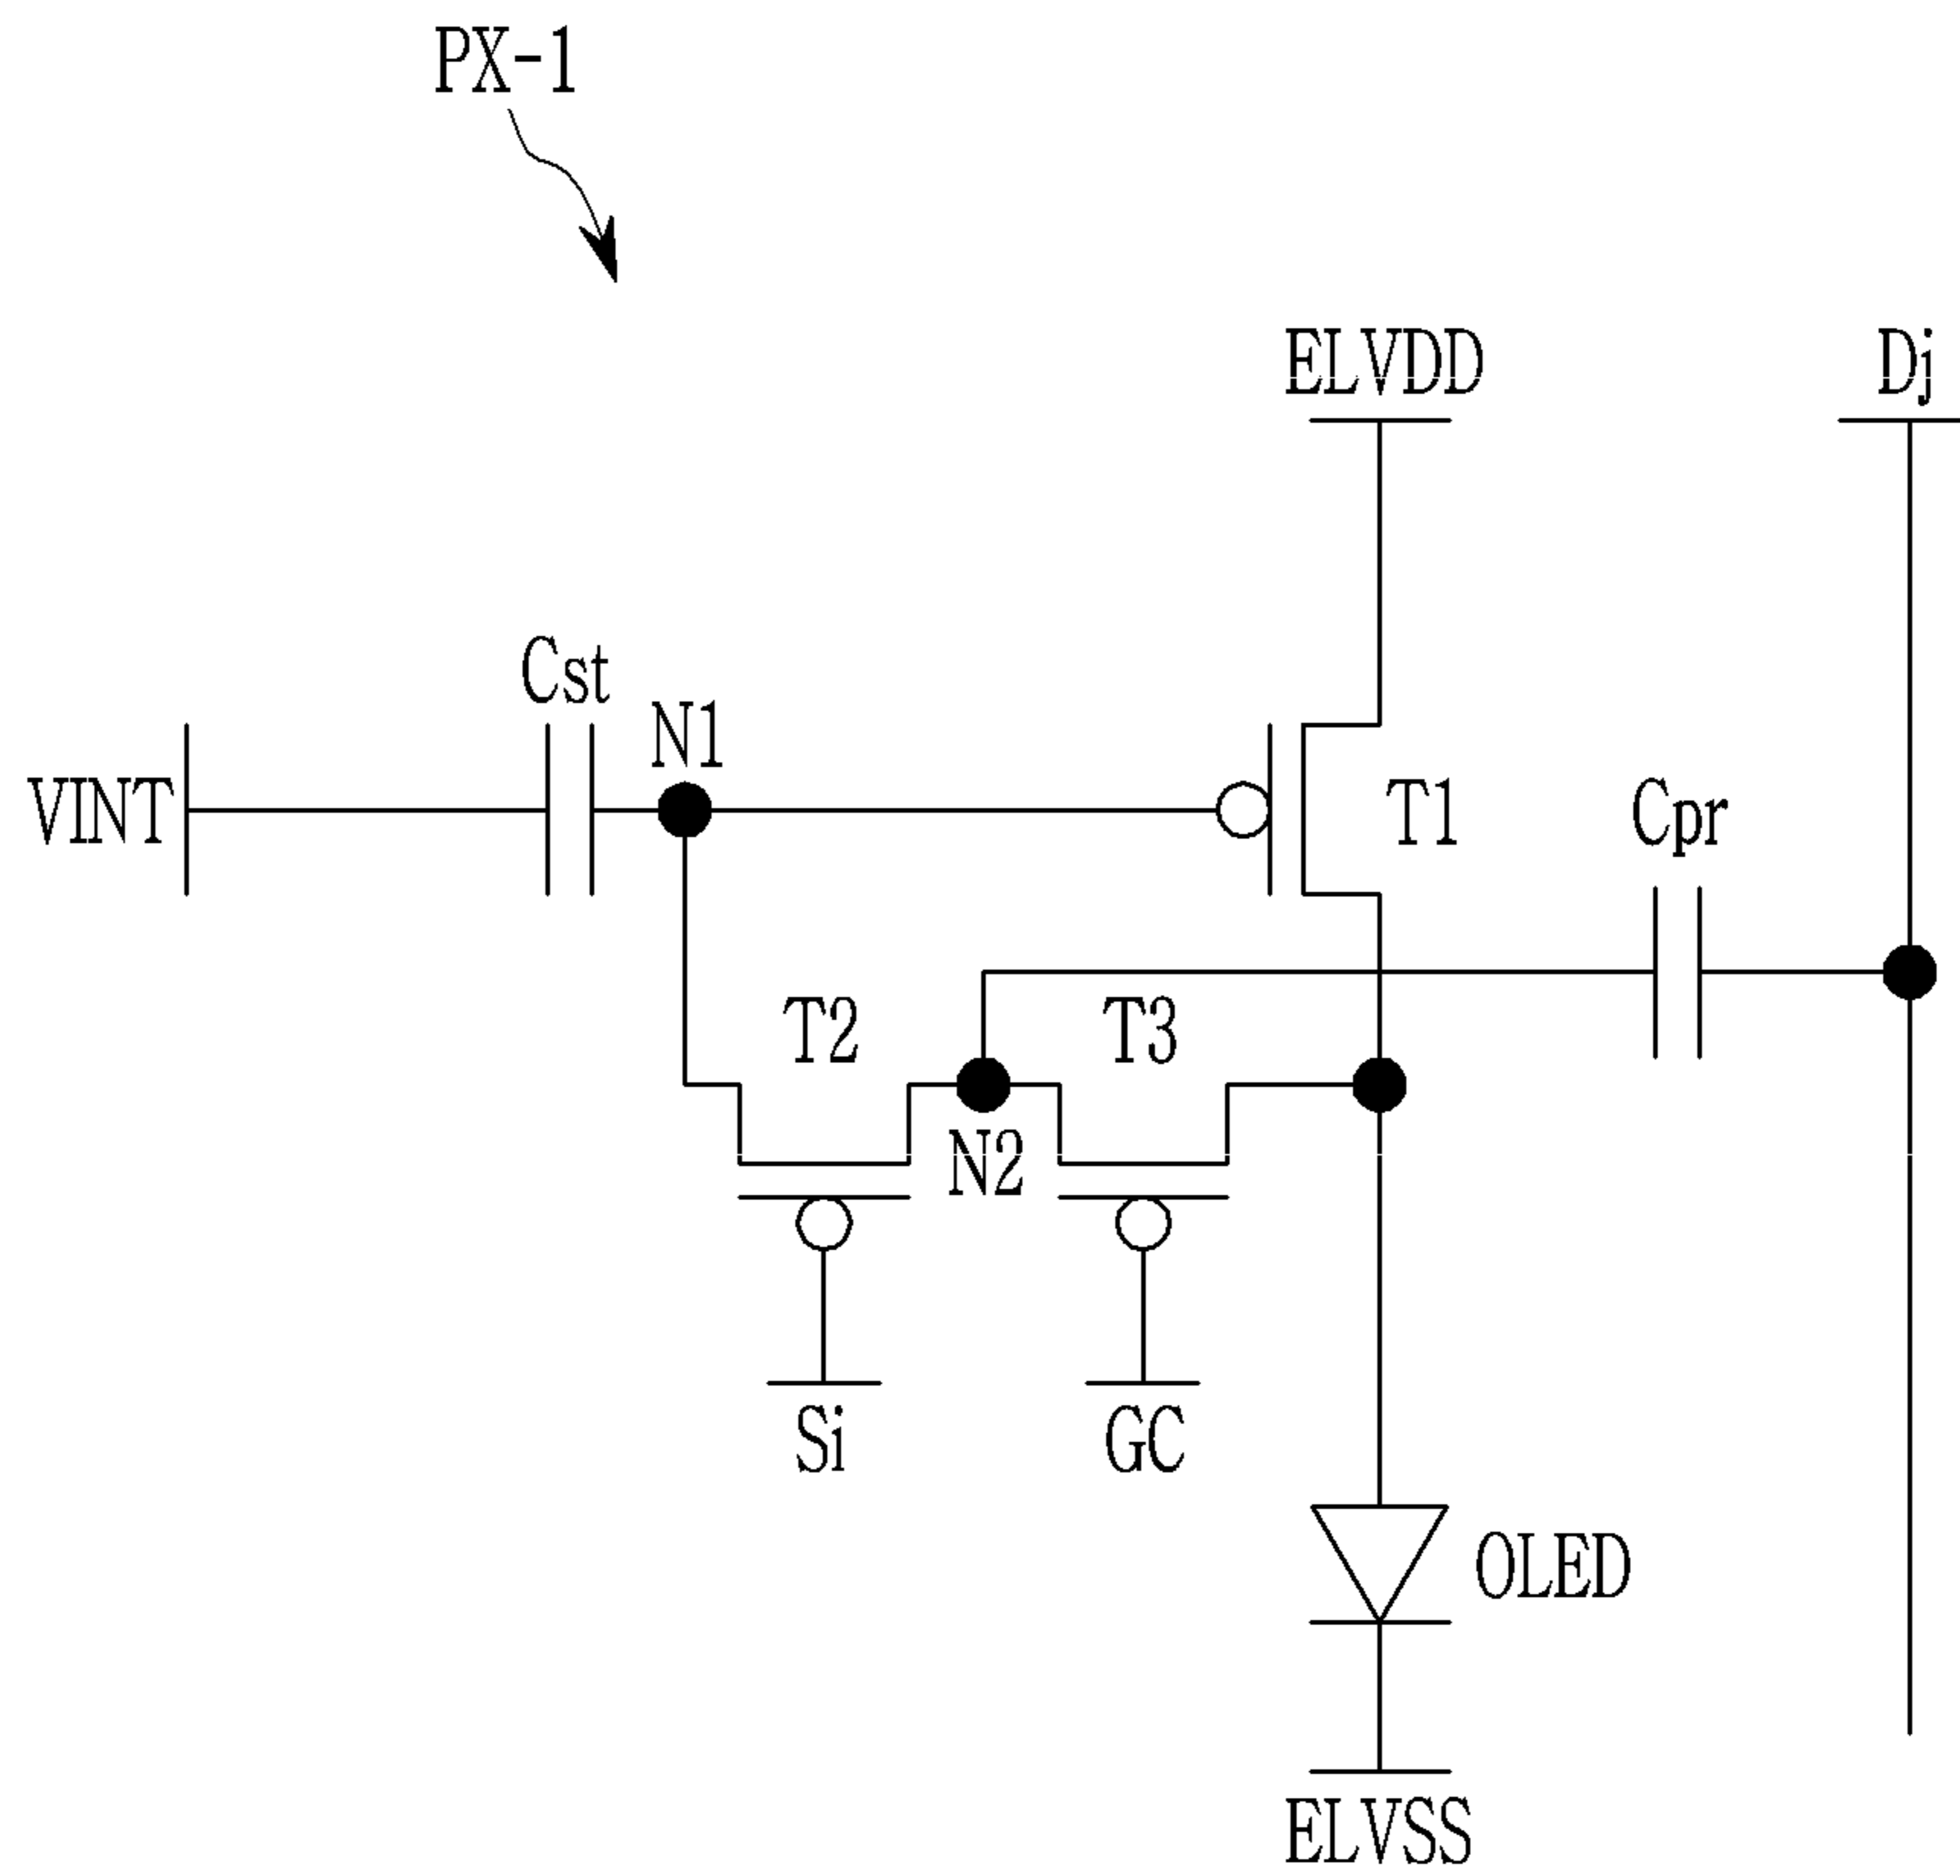 PX-1
ELVDD
Dj
Cst
N1
VINT
T1
Cpr
T2
T3
N2
Si
GC
OLED
ELVSS